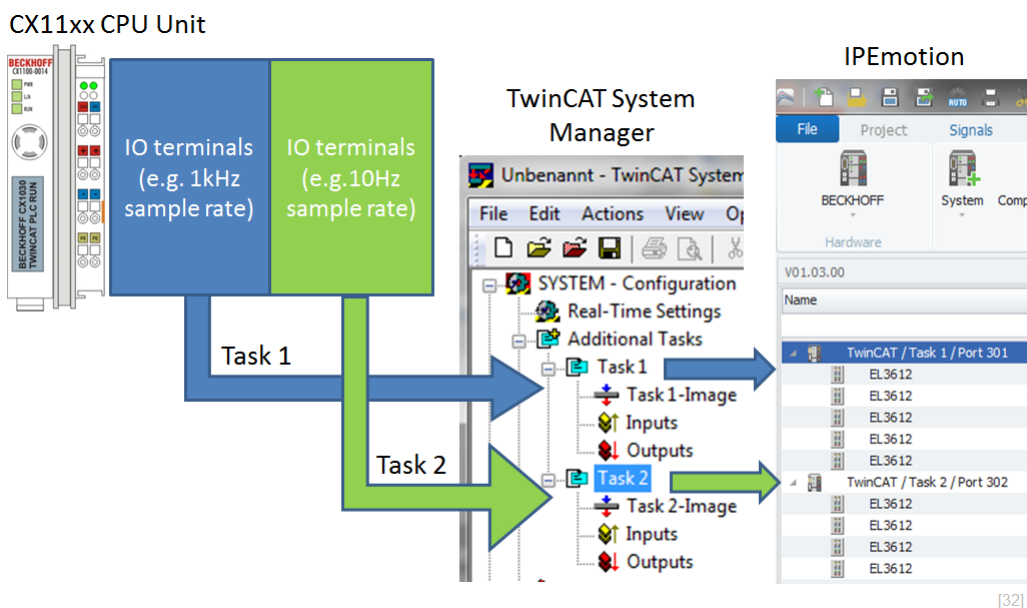 CX11xx CPU Unit
BECKHOFF
CX1100-0014
PWR
L/A
RUN
BECKHOFF CX1030
TWINCAT PLC RUN
IO terminals
(e.g. 1kHz
sample rate)
IO terminals
(e.g.10Hz
sample rate)
Task 1
Task 2
TwinCAT System
Manager
Unbenannt - TwinCAT System
File Edit Actions View Op
SYSTEM - Configuration
Real-Time Settings
Additional Tasks
Task 1
Task 1-Image
Inputs
Outputs
Task 2
Task 2-Image
Inputs
Outputs
IPEmotion
AUTO
File Project Signals
BECKHOFF System Comp
Hardware
V01.03.00
Name
TwinCAT / Task 1 / Port 301
EL3612
EL3612
EL3612
EL3612
EL3612
TwinCAT / Task 2 / Port 302
EL3612
EL3612
EL3612
EL3612
[32]